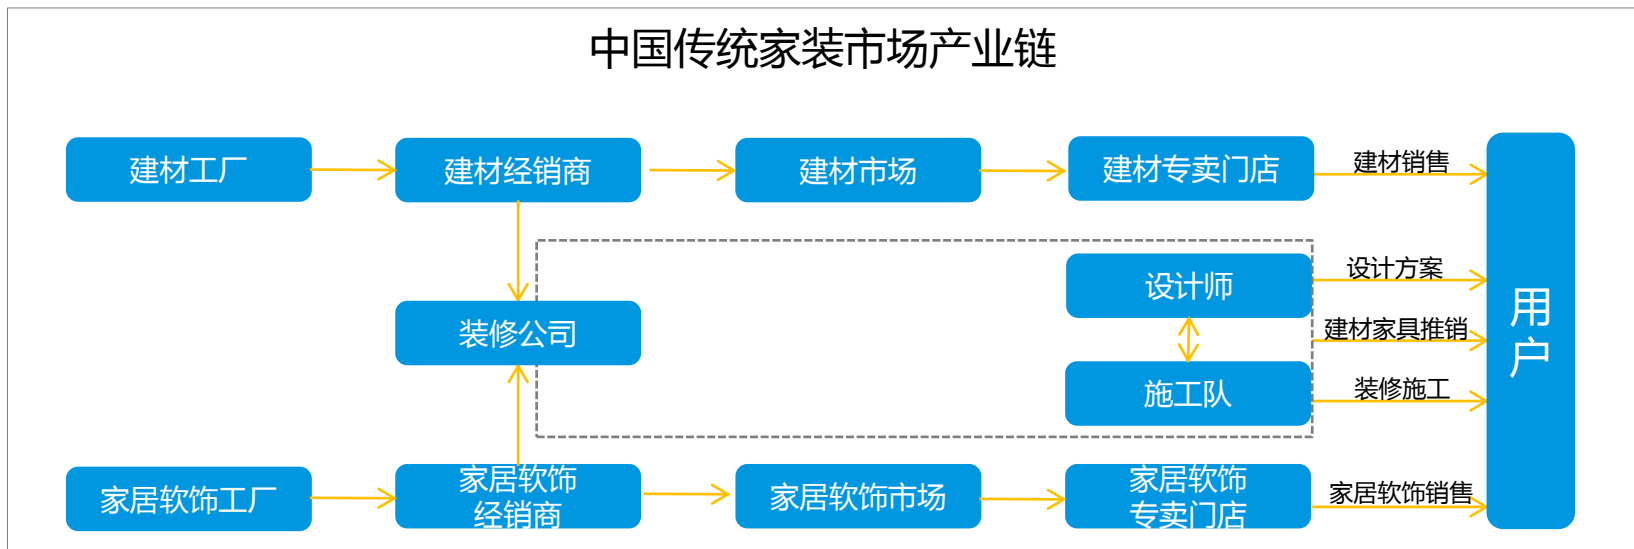 中国传统家装市场产业链
建材工厂
建材经销商
建材市场
建材专卖门店
建材销售
设计师
设计方案
装修公司
建材家具推销
施工队
装修施工
用
户
家居软饰工厂
家居软饰
经销商
家居软饰市场
家居软饰
专卖门店
家居软饰销售